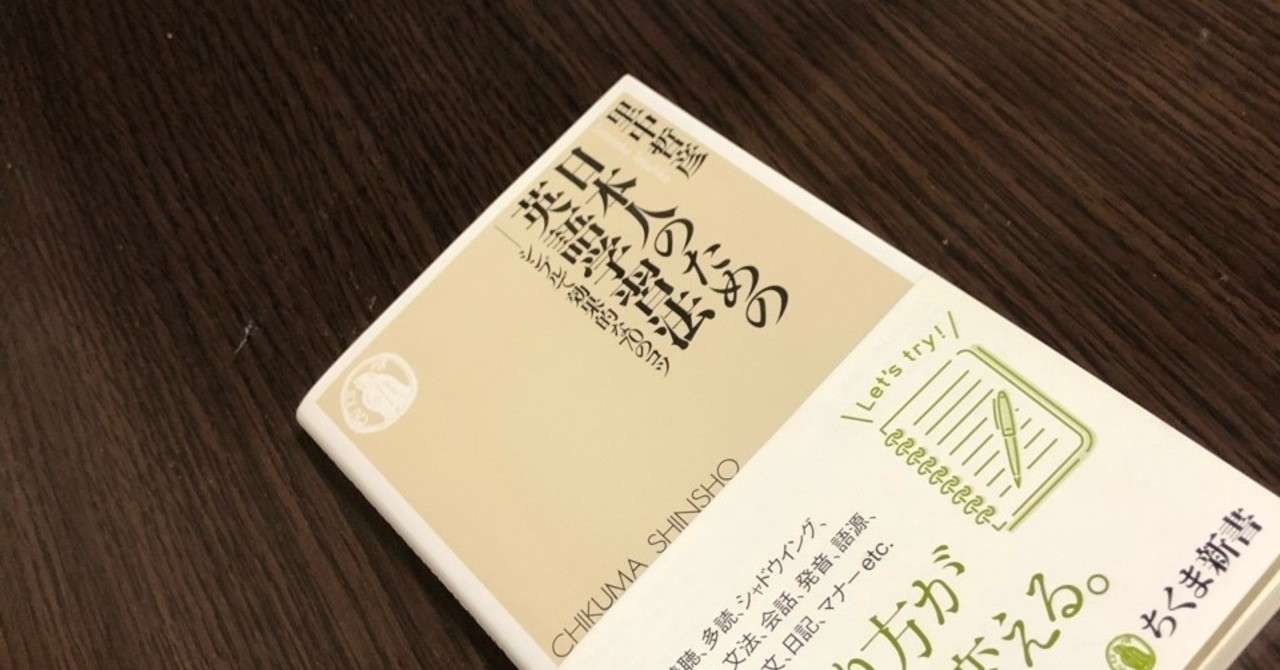 里中哲彦
日本人のための
英語学習法
―シンプルで効果的な70のコツ
CHIKUMA SHINSHO
Let's try!
聴、多読、シャドウイング、
文法、会話、発音、語源、
文、日記、マナー etc.
方が
変える。
ちくま新書